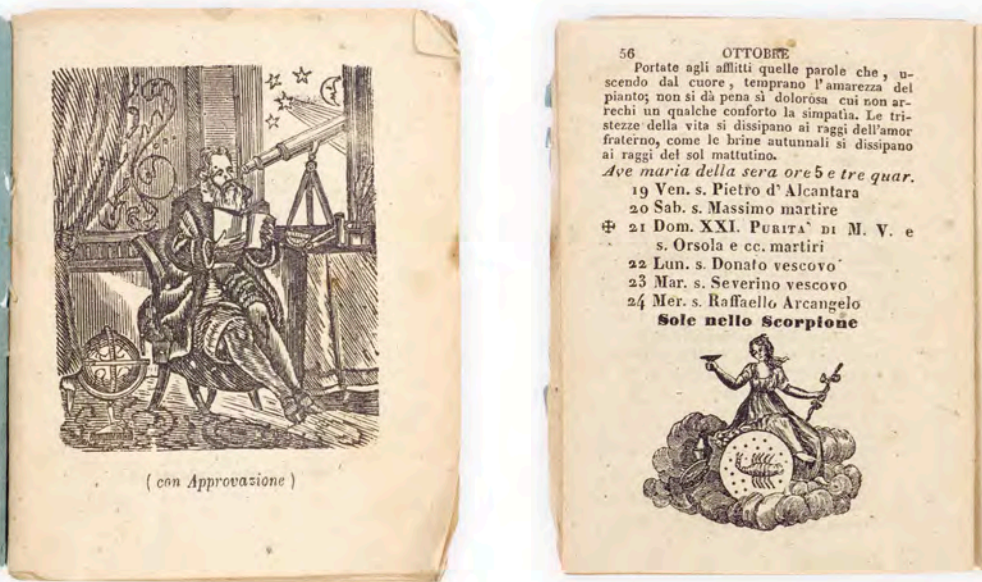 ( con Approvazione )
56 OTTOBRE
Portate agli afflitti quelle parole che , u-
scendo dal cuore , temprano l'amarezza del
pianto; non si dà pena sì dolorósa cui non ar-
rechi un qualche conforto la simpatìa. Le tri-
stezze della vita si dissipano ai raggi dell'amor
fraterno, come le brine autunnali si dissipano
ai raggi del sol mattutino.
Ave maria della sera ore 5 e tre quar.
19 Ven. s. Pietro d' Alcantara
20 Sab. s. Massimo martire
✠ 21 Dom. XXI. PURITA` DI M. V. e
s. Orsola e cc. martiri
22 Lun. s. Donato vescovo
23 Mar. s. Severino vescovo
24 Mer. s. Raffaello Arcangelo
Sole nello Scorpione